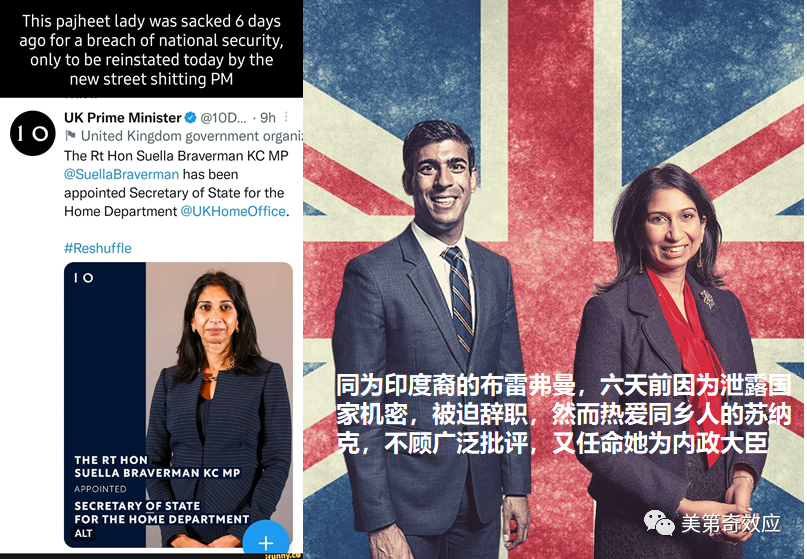 This pajheet lady was sacked 6 days
ago for a breach of national security,
only to be reinstated today by the
new street shitting PM
10
UK Prime Minister @10D... · 9h
United Kingdom government organiz
The Rt Hon Suella Braverman KC MP
@SuellaBraverman has been
appointed Secretary of State for the
Home Department @UKHomeOffice.
#Reshuffle
10
THE RT HON
SUELLA BRAVERMAN KC MP
APPOINTED
SECRETARY OF STATE
FOR THE HOME DEPARTMENT
ALT
同为印度裔的布雷弗曼，六天前因为泄露国
家机密，被迫辞职，然而热爱同乡人的苏纳
克，不顾广泛批评，又任命她为内政大臣
美第奇效应